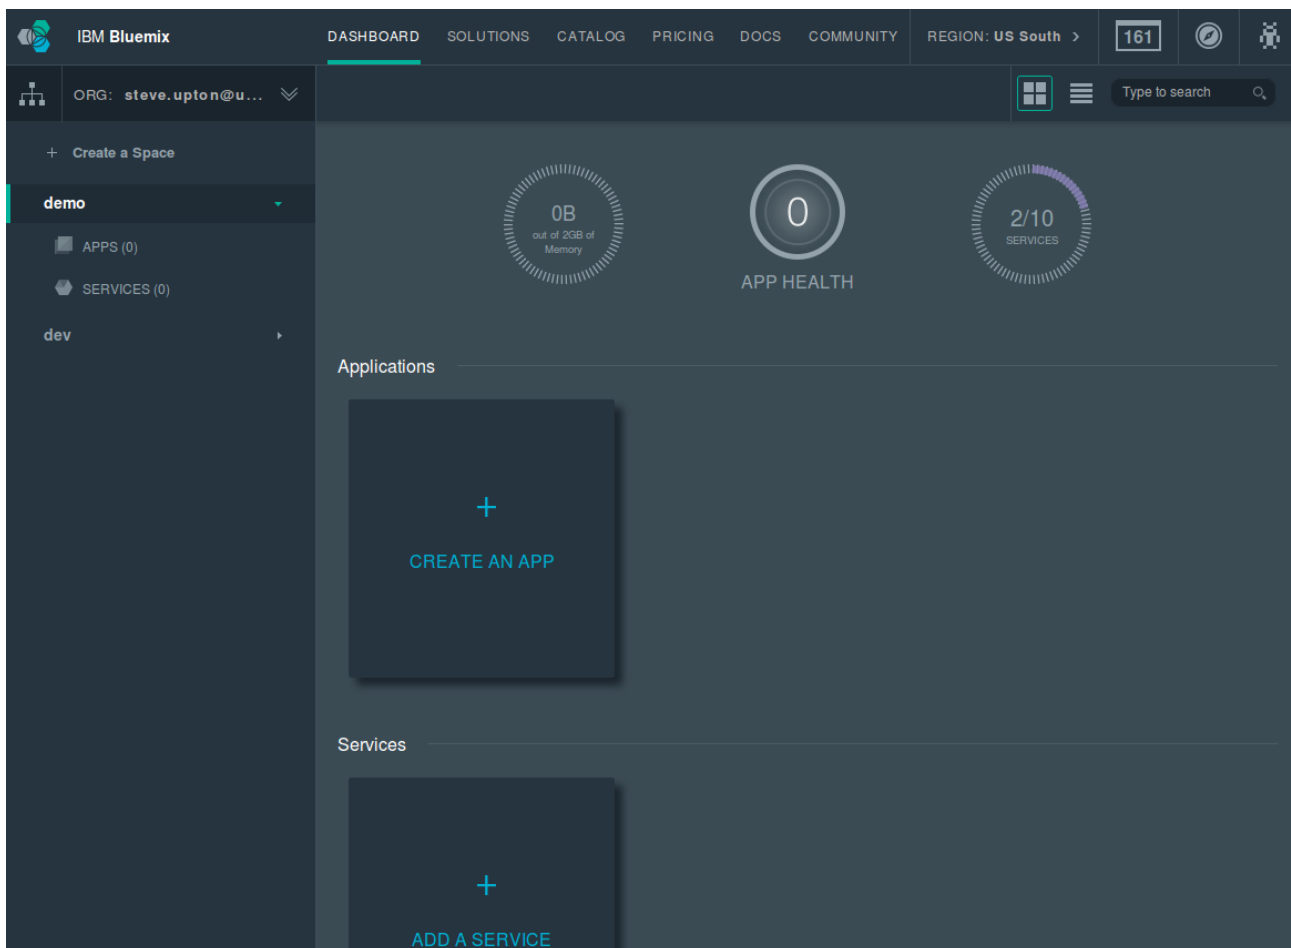 IBM Bluemix
DASHBOARD SOLUTIONS CATALOG PRICING DOCS COMMUNITY REGION: US South > 161
ORG: steve.upton@u...
Type to search
+ Create a Space
demo
APPS (0)
SERVICES (0)
dev
0B
out of 2GB of
Memory
0
APP HEALTH
2/10
SERVICES
Applications
+
CREATE AN APP
Services
+
ADD A SERVICE